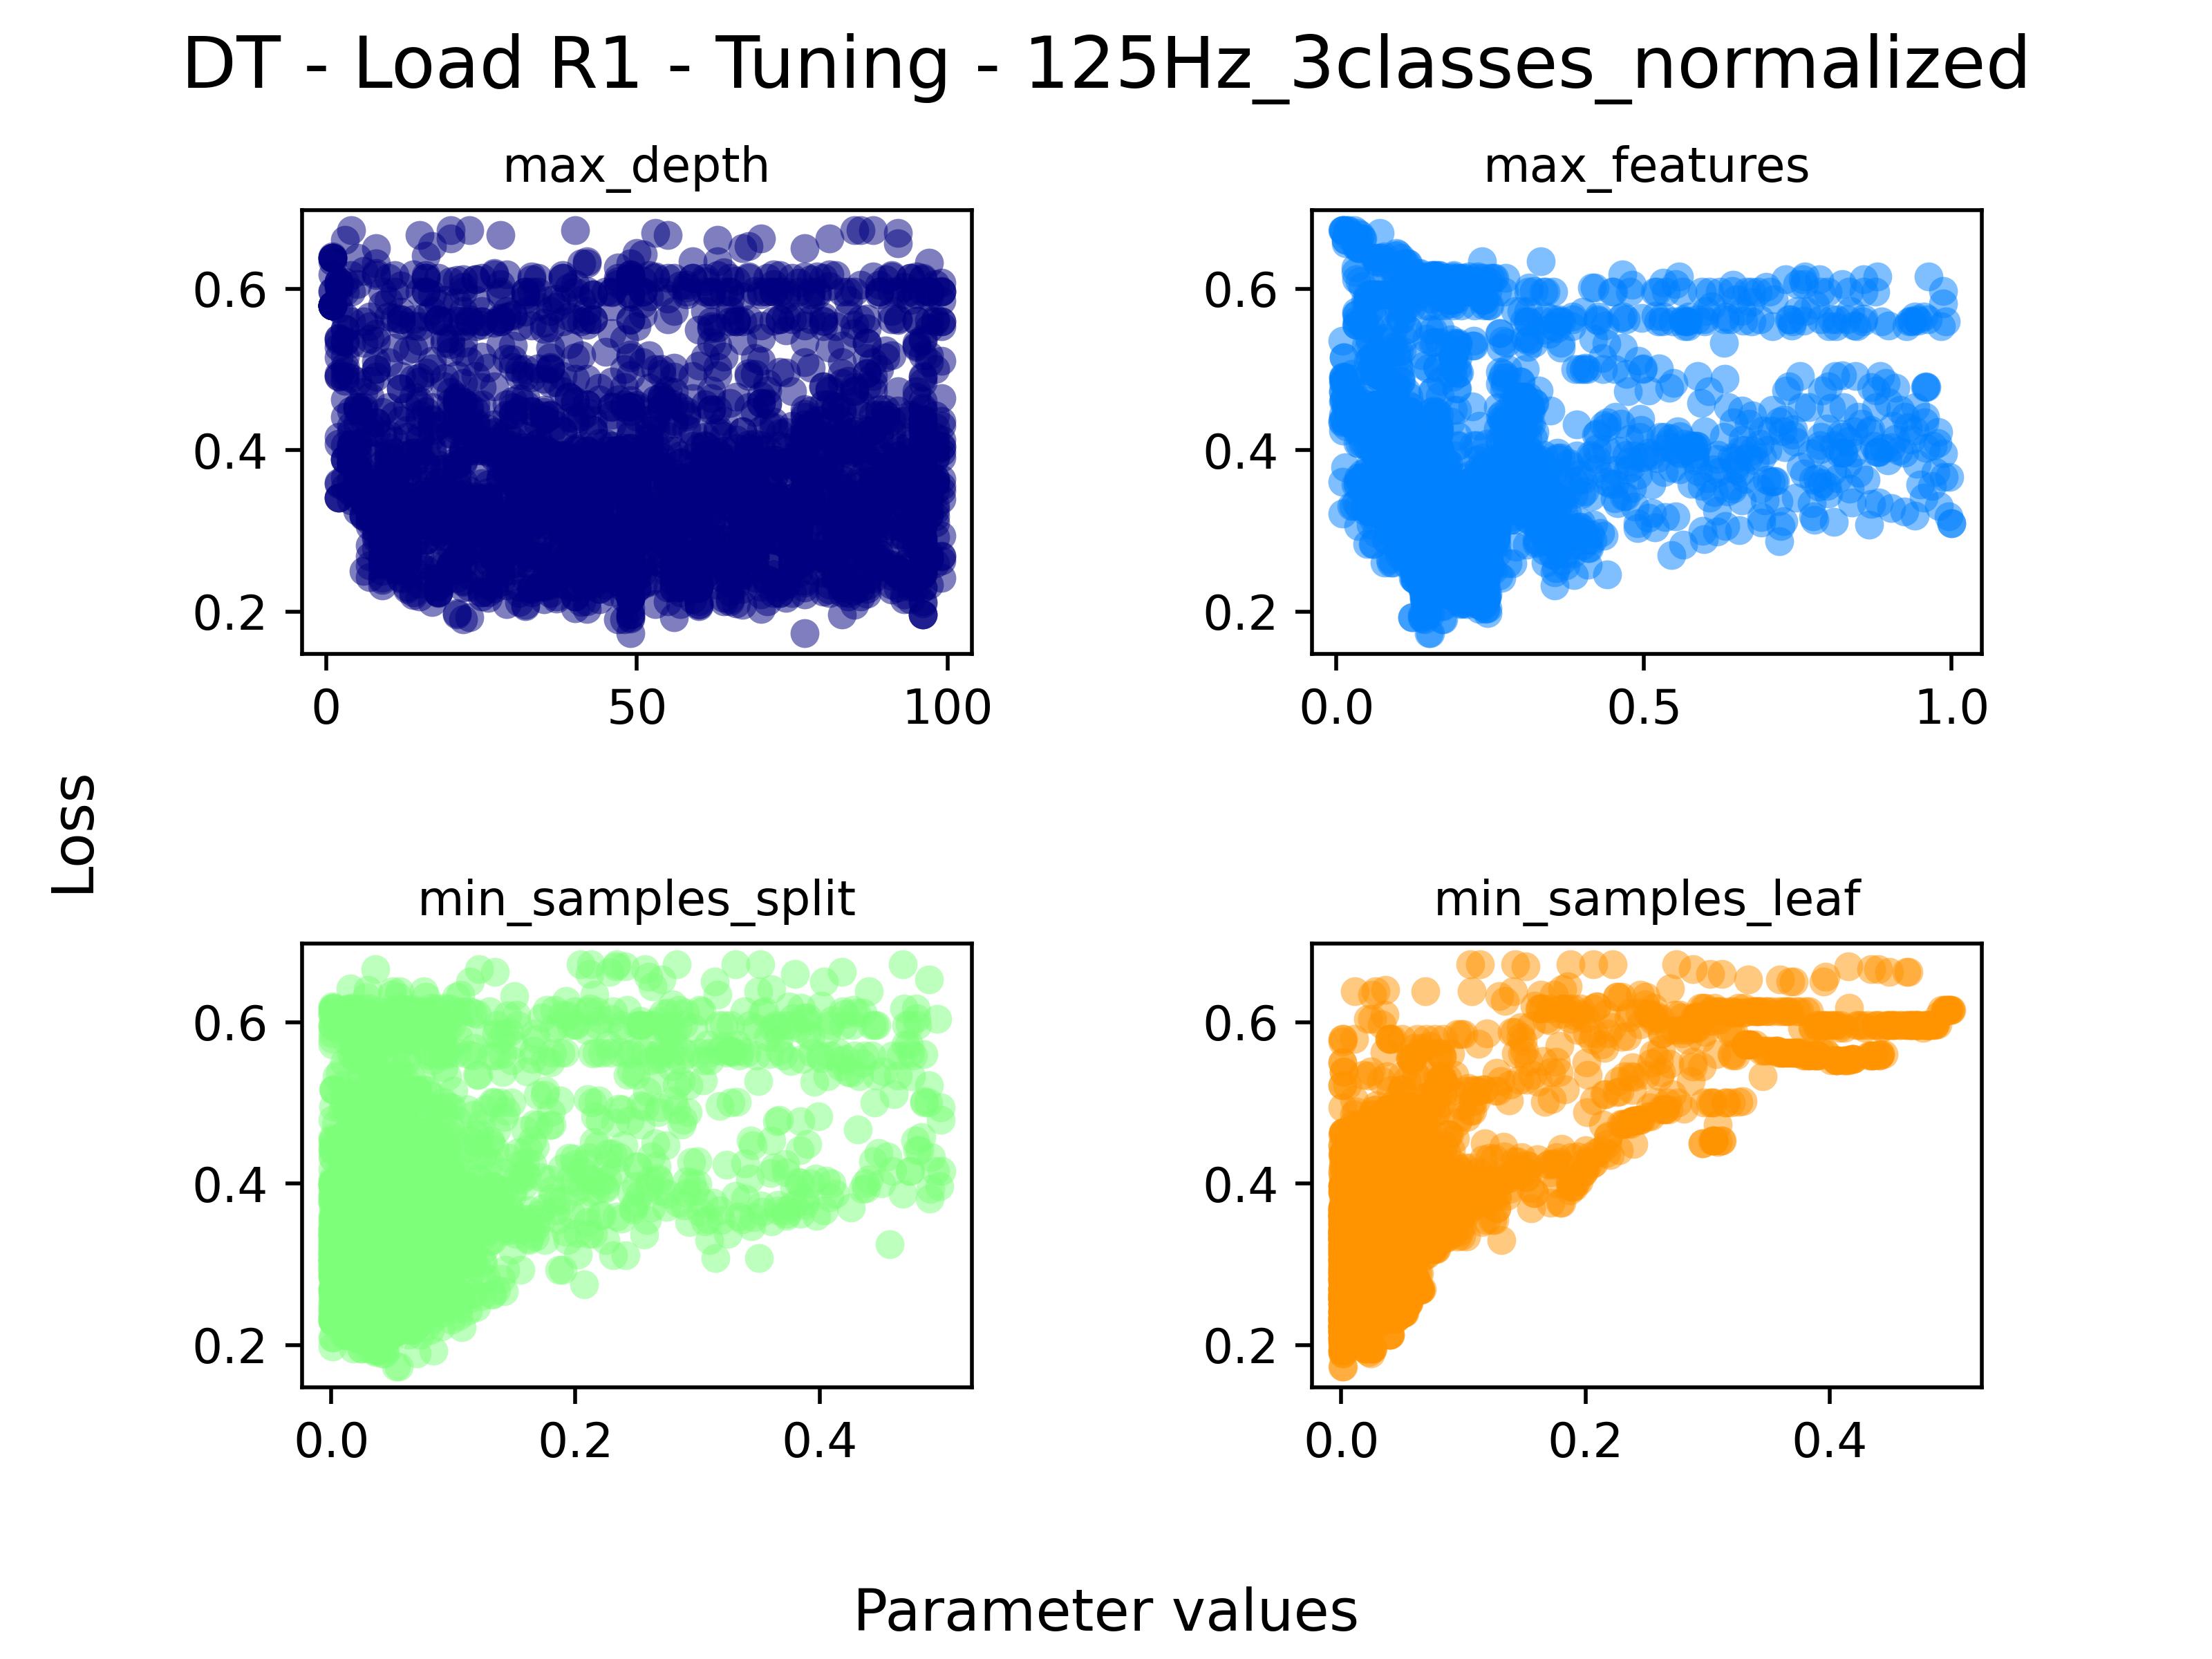 DT - Load R1 - Tuning - 125Hz_3classes_normalized
max_depth
max_features
0.6
0.4
0.2
0 50 100
0.6
0.4
0.2
0.0 0.5 1.0
Loss
min_samples_split
min_samples_leaf
0.6
0.4
0.2
0.0 0.2 0.4
0.6
0.4
0.2
0.0 0.2 0.4
Parameter values